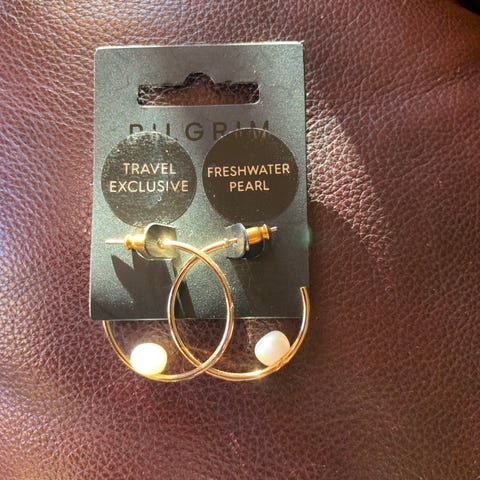 PILGRIM
TRAVEL
EXCLUSIVE
FRESHWATER
PEARL